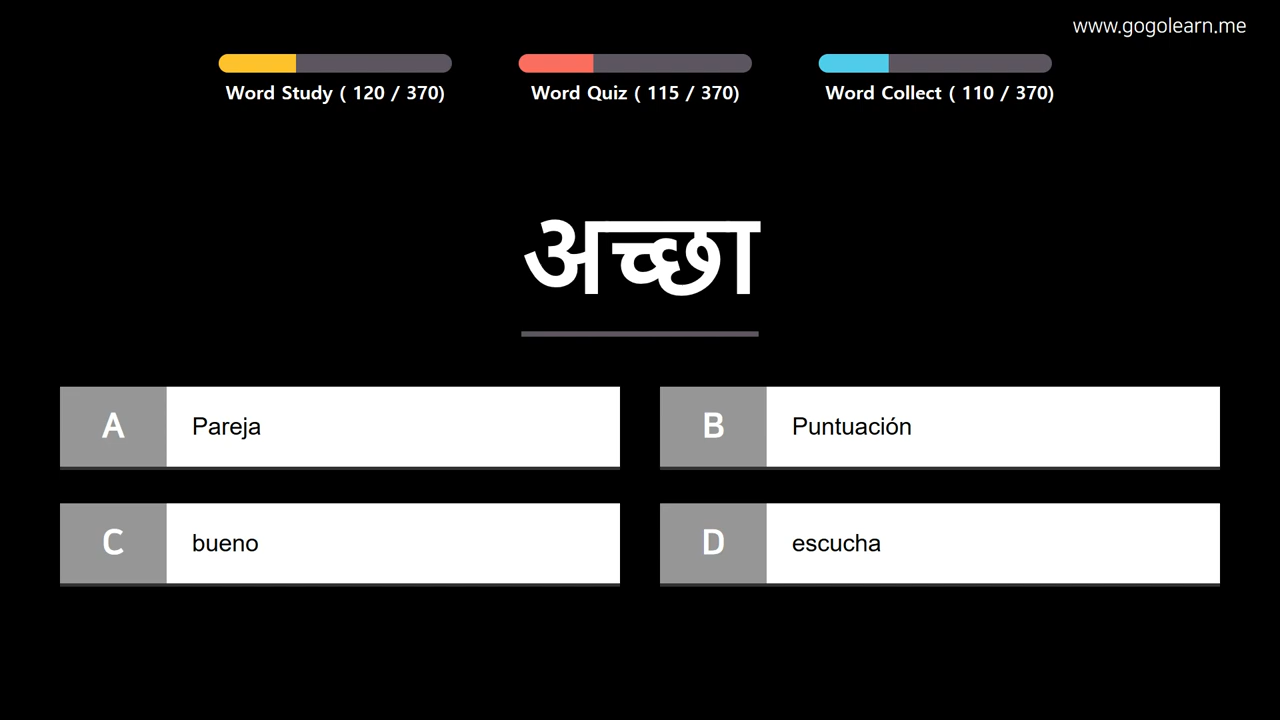 www.gogolearn.me
Word Study ( 120 / 370)
Word Quiz ( 115 / 370)
Word Collect ( 110 / 370)
अच्छा
A
Pareja
B
Puntuación
C
bueno
D
escucha